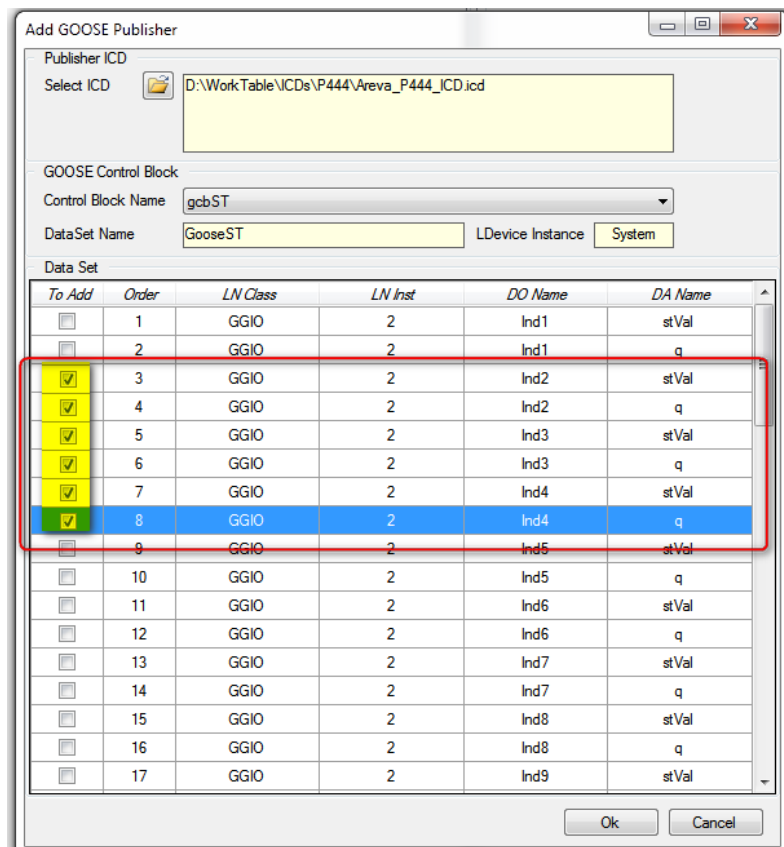 Add GOOSE Publisher
Publisher ICD
Select ICD D:\WorkTable\ICDs\P444\Areva_P444_ICD.icd
GOOSE Control Block
Control Block Name gcbST
DataSet Name GooseST LDevice Instance System
Data Set
To Add Order LN Class LN Inst DO Name DA Name
1 GGIO 2 Ind1 stVal
2 GGIO 2 Ind1 q
3 GGIO 2 Ind2 stVal
4 GGIO 2 Ind2 q
5 GGIO 2 Ind3 stVal
6 GGIO 2 Ind3 q
7 GGIO 2 Ind4 stVal
8 GGIO 2 Ind4 q
9 GGIO 2 Ind5 stVal
10 GGIO 2 Ind5 q
11 GGIO 2 Ind6 stVal
12 GGIO 2 Ind6 q
13 GGIO 2 Ind7 stVal
14 GGIO 2 Ind7 q
15 GGIO 2 Ind8 stVal
16 GGIO 2 Ind8 q
17 GGIO 2 Ind9 stVal
Ok Cancel